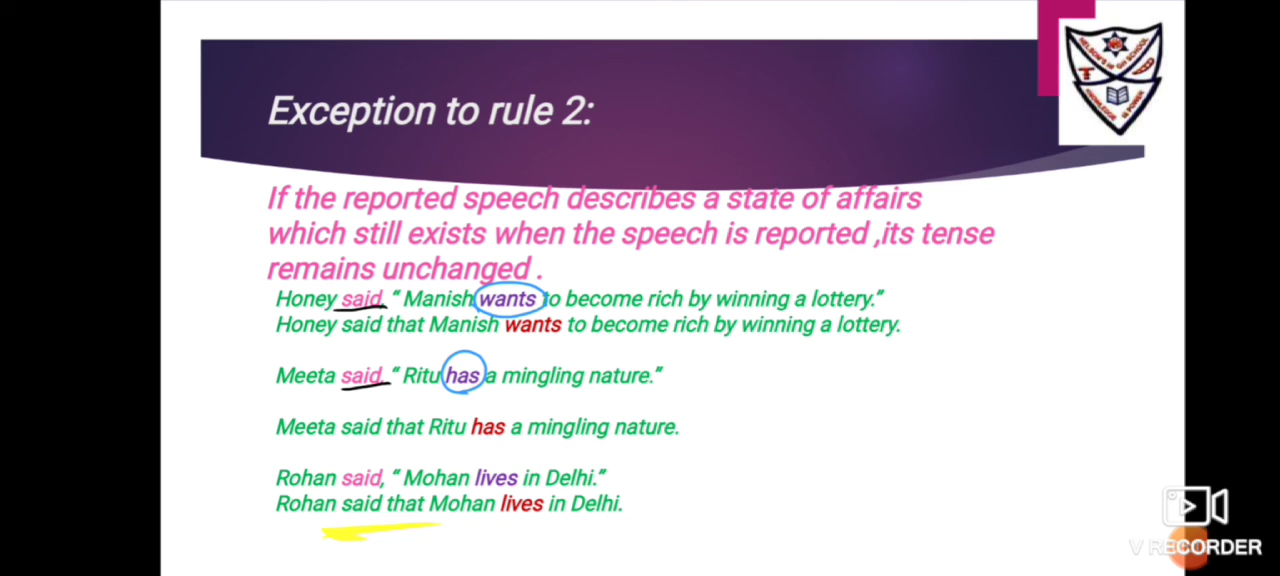 Exception to rule 2:
If the reported speech describes a state of affairs
which still exists when the speech is reported ,its tense
remains unchanged .
Honey said, “ Manish wants to become rich by winning a lottery.”
Honey said that Manish wants to become rich by winning a lottery.
Meeta said, “ Ritu has a mingling nature.”
Meeta said that Ritu has a mingling nature.
Rohan said, “ Mohan lives in Delhi.”
Rohan said that Mohan lives in Delhi.
KNOWLEDGE IS POWER
V RECORDER